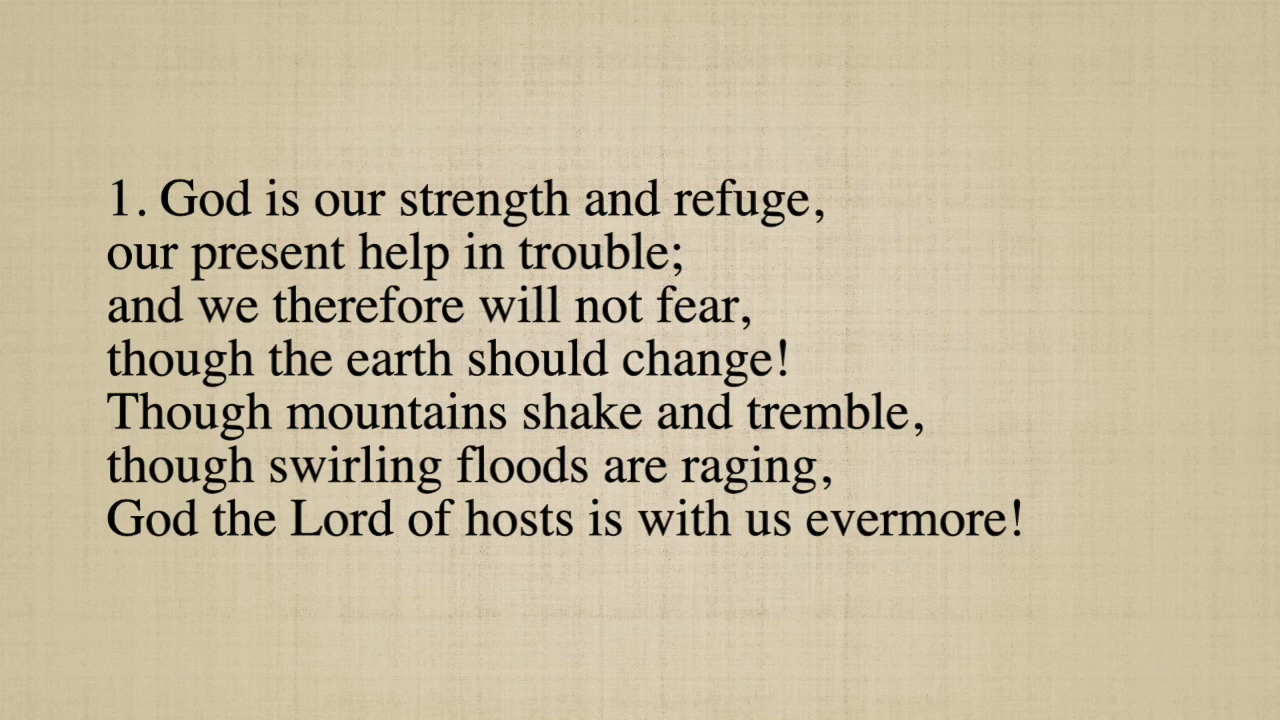 1. God is our strength and refuge,
our present help in trouble;
and we therefore will not fear,
though the earth should change!
Though mountains shake and tremble,
though swirling floods are raging,
God the Lord of hosts is with us evermore!